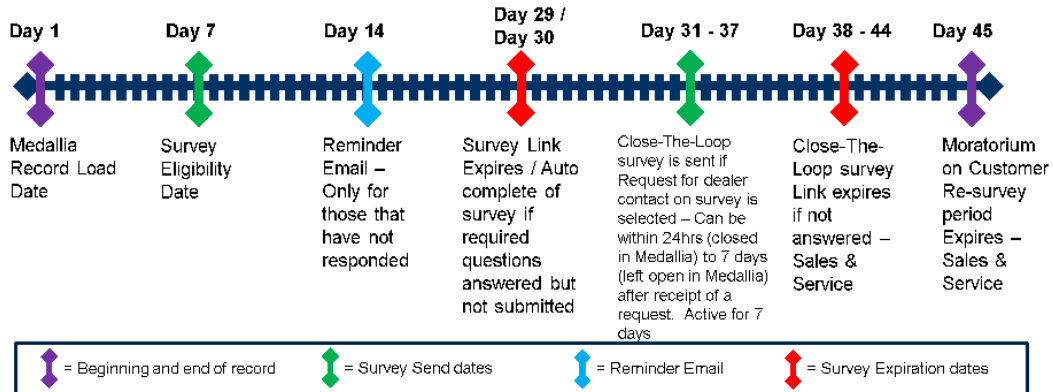 Day 1
Day 7
Day 14
Day 29 /
Day 30
Day 31 - 37
Day 38 - 44
Day 45
Medallia
Record Load
Date
Survey
Eligibility
Date
Reminder
Email –
Only for
those that
have not
responded
Survey Link
Expires / Auto
complete of
survey if
required
questions
answered but
not submitted
Close-The-Loop
survey is sent if
Request for dealer
contact on survey is
selected – Can be
within 24hrs (closed
in Medallia) to 7 days
(left open in Medallia)
after receipt of a
request.  Active for 7
days
Close-The-
Loop survey
Link expires
if not
answered –
Sales &
Service
Moratorium
on Customer
Re-survey
period
Expires –
Sales &
Service
= Beginning and end of record
= Survey Send dates
= Reminder Email
= Survey Expiration dates